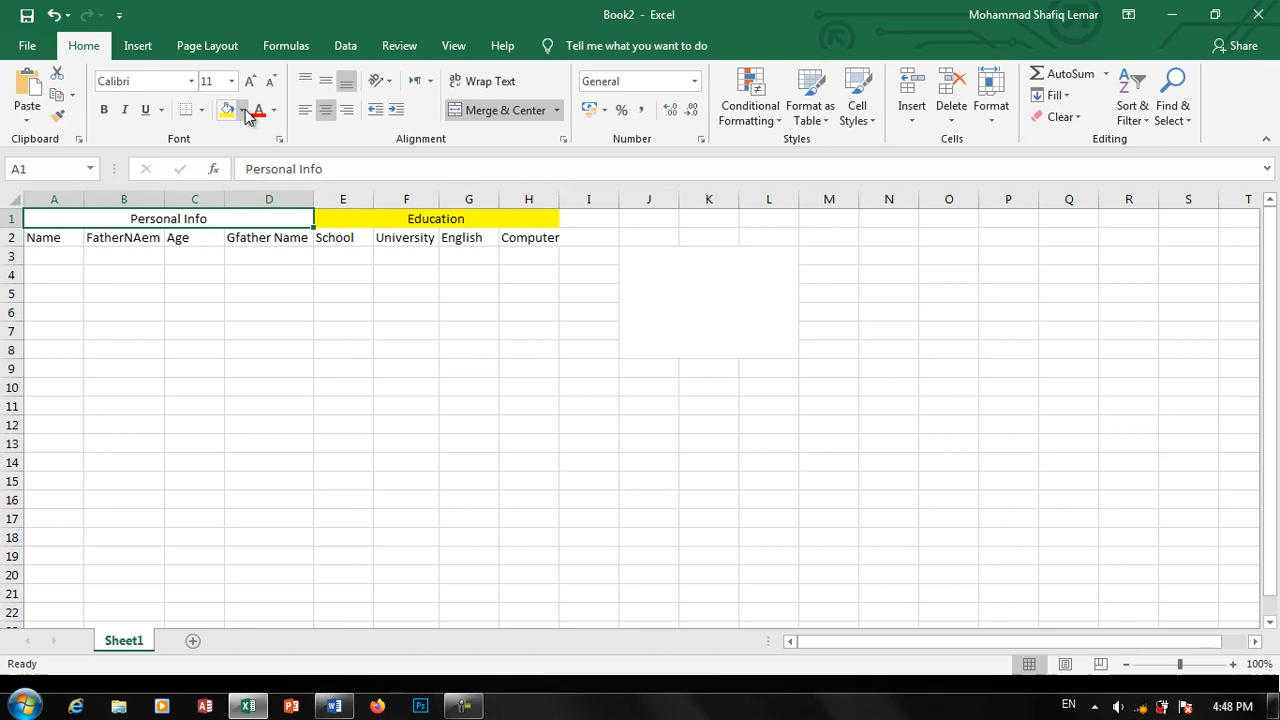 Book2 - Excel
Mohammad Shafiq Lemar
File Home Insert Page Layout Formulas Data Review View Help Tell me what you want to do Share
Calibri 11 Wrap Text General AutoSum
Paste B I U A Merge & Center % , Conditional Formatting Format as Table Cell Styles Insert Delete Format Fill Clear Sort & Filter Find & Select
Clipboard Font Alignment Number Styles Cells Editing
A1 fx Personal Info
A B C D E F G H I J K L M N O P Q R S T
1 Personal Info Education
2 Name FatherNAem Age Gfather Name School University English Computer
3
4
5
6
7
8
9
10
11
12
13
14
15
16
17
18
19
20
21
22
Sheet1
Ready 100%
EN 4:48 PM